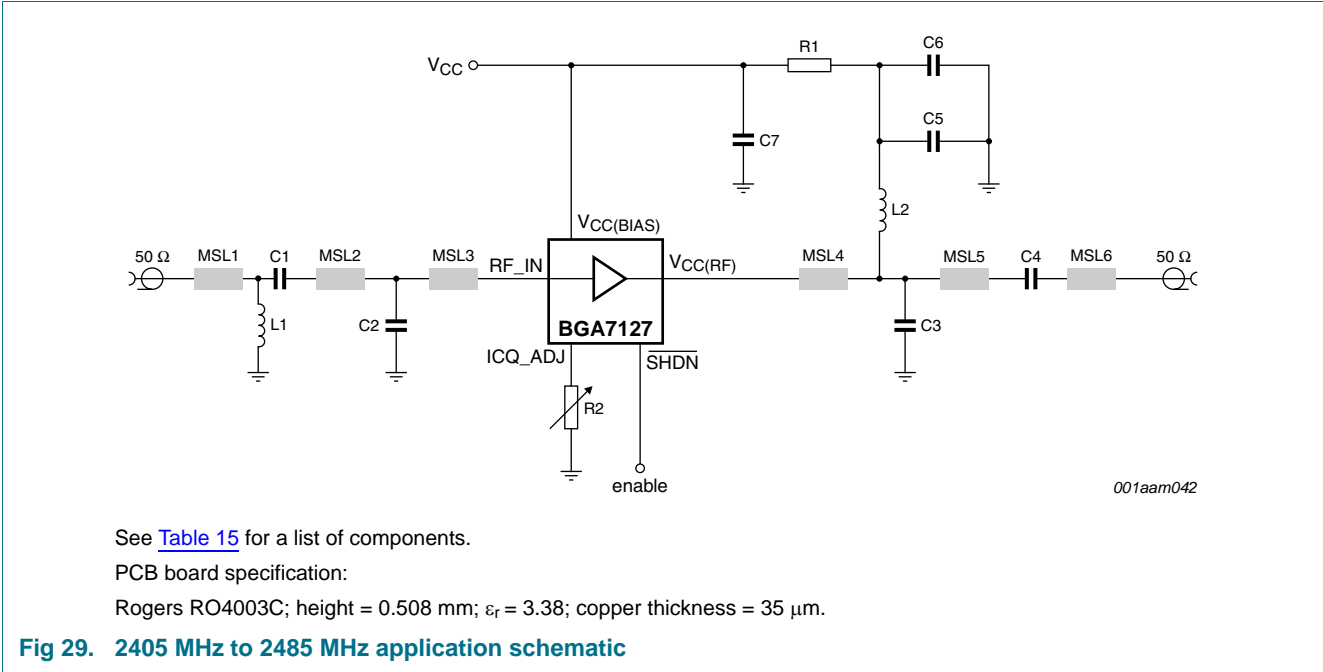 R1
C6
VCC
C5
C7
L2
VCC(BIAS)
50 Ω
MSL1
C1
MSL2
MSL3
RF_IN
VCC(RF)
MSL4
MSL5
C4
MSL6
50 Ω
L1
C2
BGA7127
C3
ICQ_ADJ
SHDN
R2
enable
001aam042
See Table 15 for a list of components.
PCB board specification:
Rogers RO4003C; height = 0.508 mm; εr = 3.38; copper thickness = 35 μm.
Fig 29. 2405 MHz to 2485 MHz application schematic